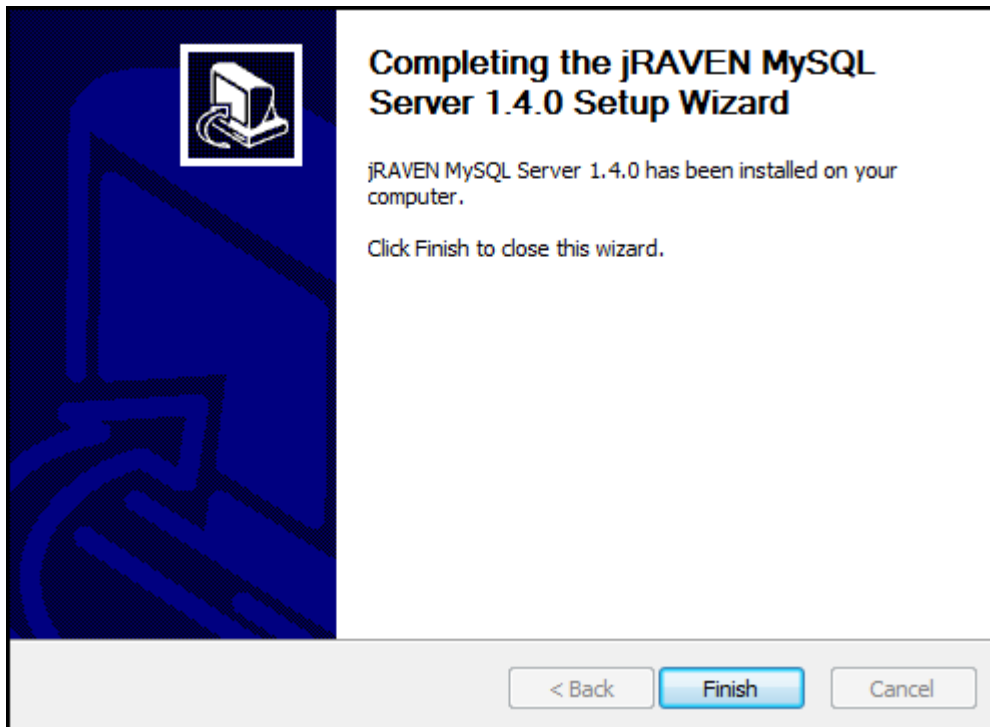 Completing the jRAVEN MySQL
Server 1.4.0 Setup Wizard
jRAVEN MySQL Server 1.4.0 has been installed on your
computer.
Click Finish to close this wizard.
< Back
Finish
Cancel